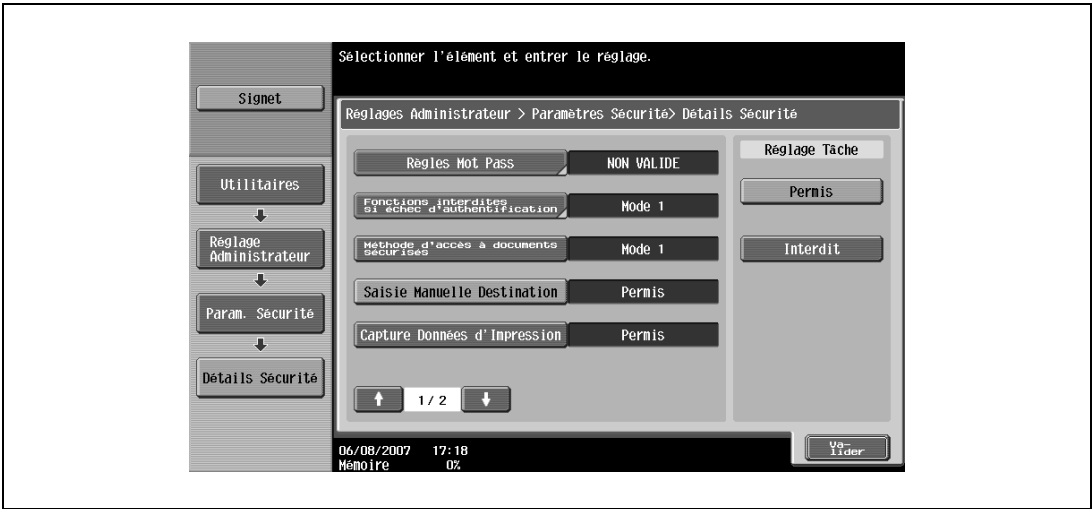 Sélectionner l'élément et entrer le réglage.
Signet
Réglages Administrateur > Paramètres Sécurité> Détails Sécurité
Règles Mot Pass
NON VALIDE
Réglage Tâche
Utilitaires
Permis
Fonctions interdites
si échec d'authentification
Mode 1
Réglage
Administrateur
Méthode d'accès à documents
sécurisés
Mode 1
Interdit
Saisie Manuelle Destination
Permis
Param. Sécurité
Capture Données d'Impression
Permis
Détails Sécurité
1/ 2
06/08/2007 17:18
Mémoire 0%
Va-
lider